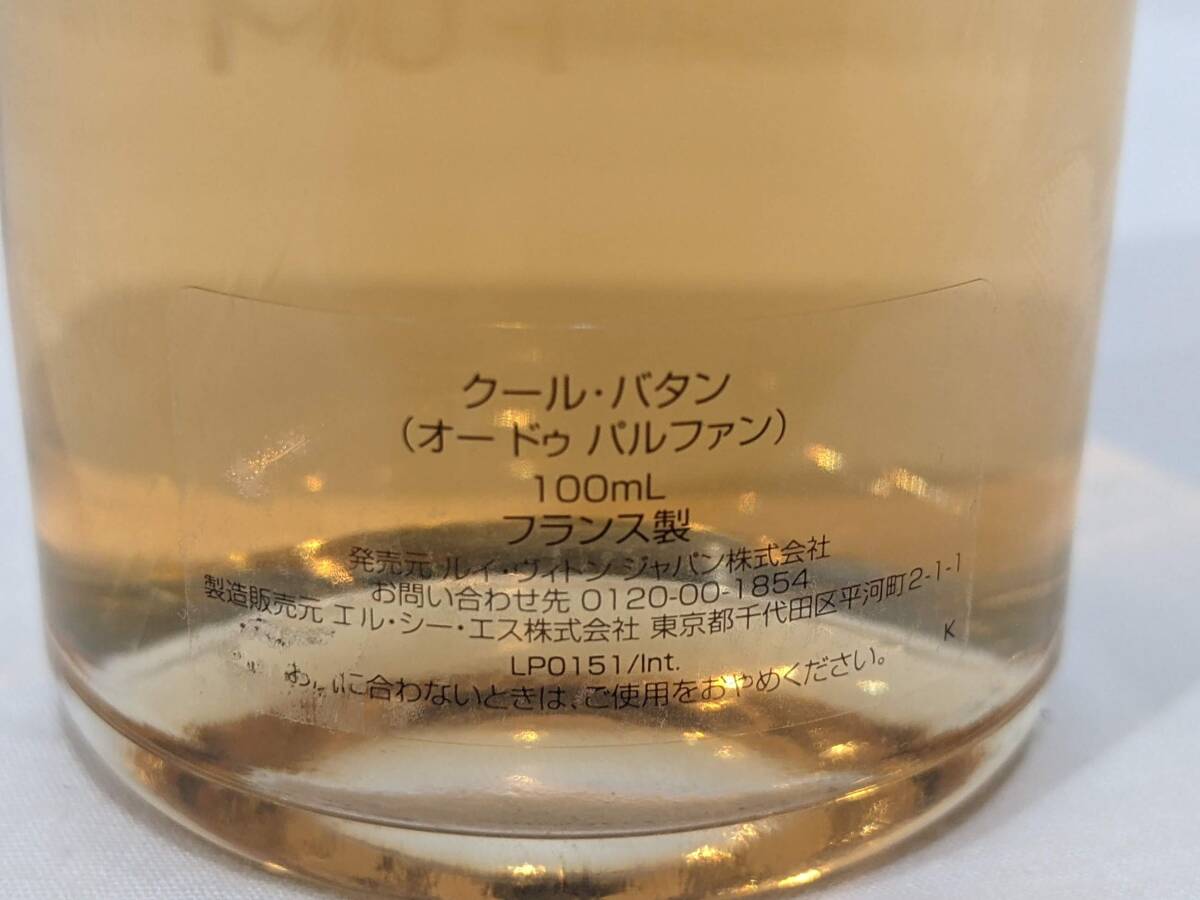 クール・バタン
（オー ドゥ パルファン）
100mL
フランス製
発売元 ルイ・ヴィトン ジャパン株式会社
お問い合わせ先 0120-00-1854
製造販売元 エル・シー・エス株式会社 東京都千代田区平河町2-1-1
K
LP0151/Int.
に合わないときは、ご使用をおやめください。